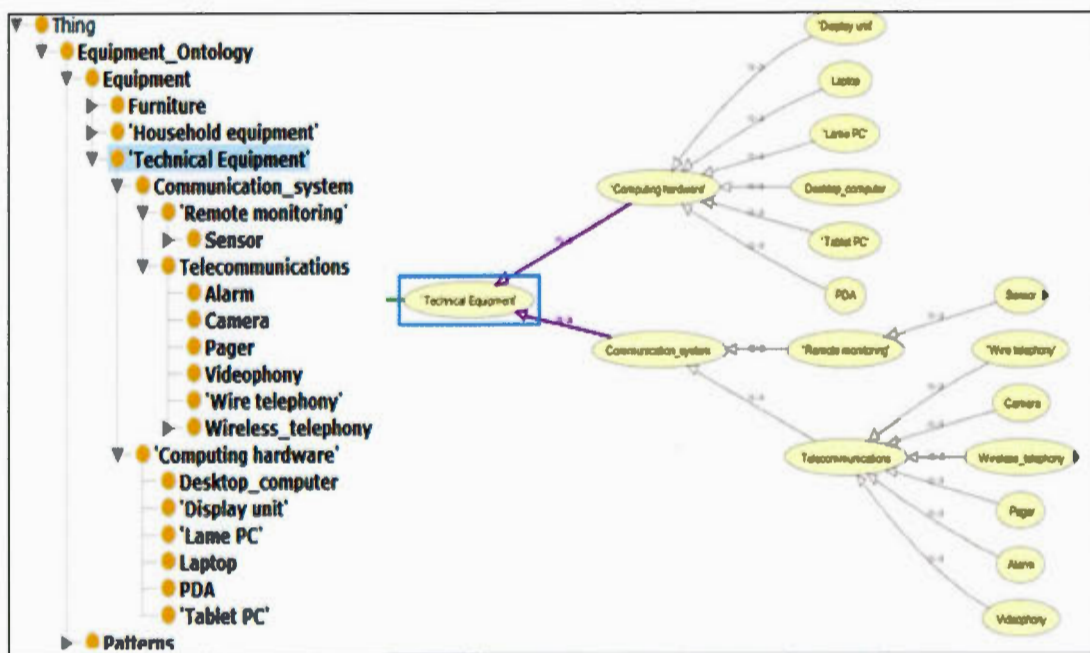 Thing
Equipment_Ontology
Equipment
Furniture
'Household equipment'
'Technical Equipment'
Communication_system
'Remote monitoring'
Sensor
Telecommunications
Alarm
Camera
Pager
Videophony
'Wire telephony'
Wireless_telephony
'Computing hardware'
Desktop_computer
'Display unit'
'Lame PC'
Laptop
PDA
'Tablet PC'
Patterns
'Display unit'
Laptop
'Lame PC'
'Computing hardware'
Desktop_computer
'Tablet PC'
PDA
'Technical Equipment'
Sensor
Communication_system
'Remote monitoring'
'Wire telephony'
Camera
Telecommunications
Wireless_telephony
Pager
Alarm
Videophony